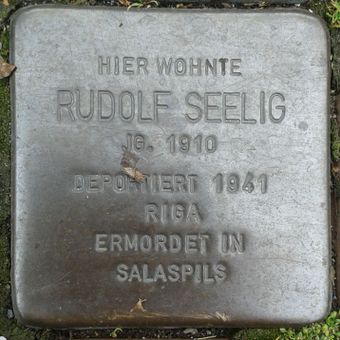 HIER WOHNTE
RUDOLF SEELIG
JG. 1910
DEPORTIERT 1941
RIGA
ERMORDET IN
SALASPILS